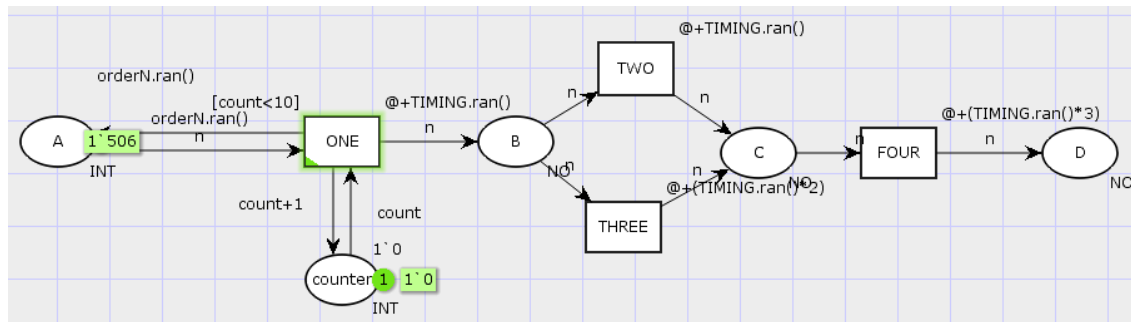 @+TIMING.ran()
TWO
orderN.ran()
n
n
[count<10]
@+TIMING.ran()
orderN.ran()
n
n
A
1`506
ONE
B
C
n
FOUR
@+(TIMING.ran()*3)
n
D
INT
NO
n
n
NO
NO
@+(TIMING.ran()*2)
count+1
count
THREE
1`0
counter
1
1`0
INT